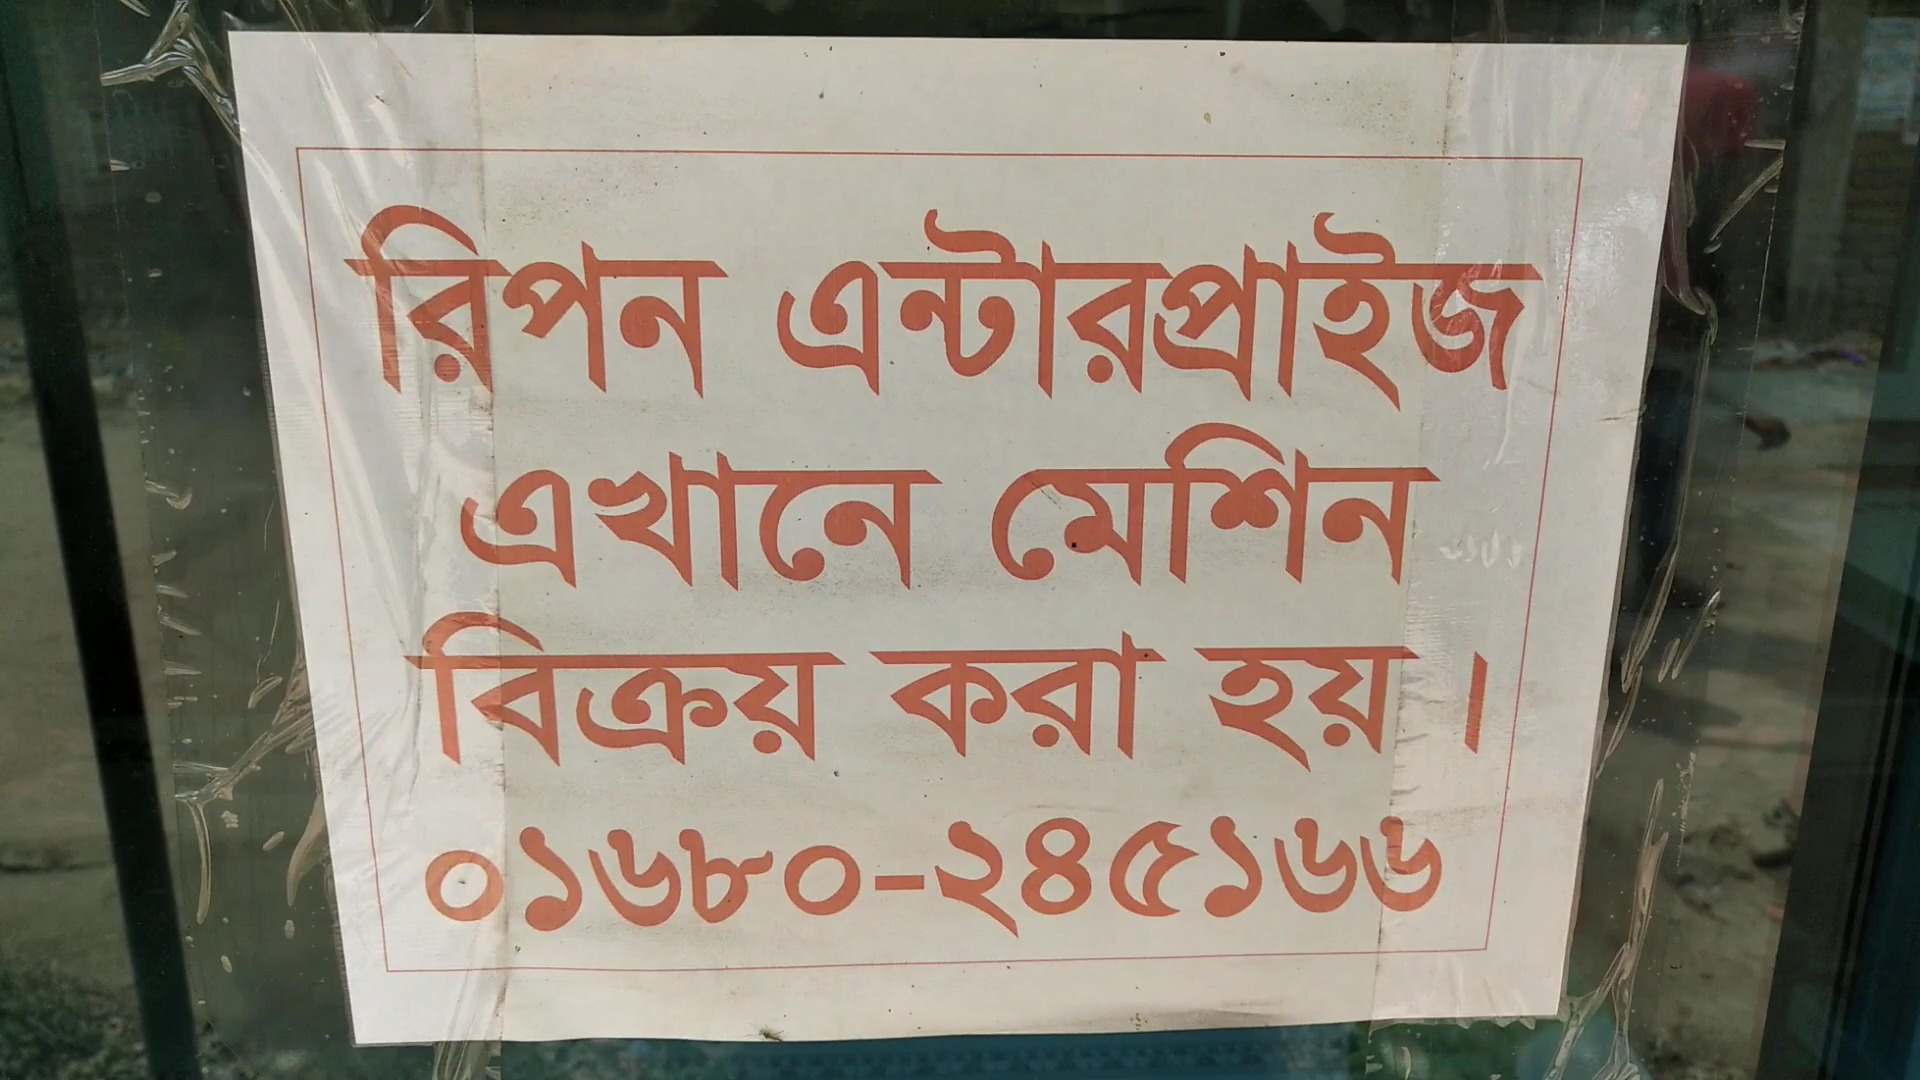 রিপন এন্টারপ্রাইজ
এখানে মেশিন
বিক্রয় করা হয় ।
০১৬৮০-২৪৫১৬৬